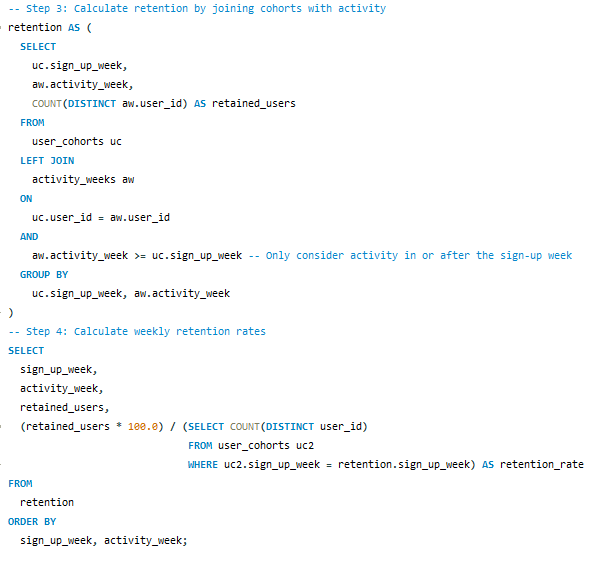 -- Step 3: Calculate retention by joining cohorts with activity
retention AS (
SELECT
uc.sign_up_week,
aw.activity_week,
COUNT(DISTINCT aw.user_id) AS retained_users
FROM
user_cohorts uc
LEFT JOIN
activity_weeks aw
ON
uc.user_id = aw.user_id
AND
aw.activity_week >= uc.sign_up_week -- Only consider activity in or after the sign-up week
GROUP BY
uc.sign_up_week, aw.activity_week
)
-- Step 4: Calculate weekly retention rates
SELECT
sign_up_week,
activity_week,
retained_users,
(retained_users * 100.0) / (SELECT COUNT(DISTINCT user_id)
FROM user_cohorts uc2
WHERE uc2.sign_up_week = retention.sign_up_week) AS retention_rate
FROM
retention
ORDER BY
sign_up_week, activity_week;